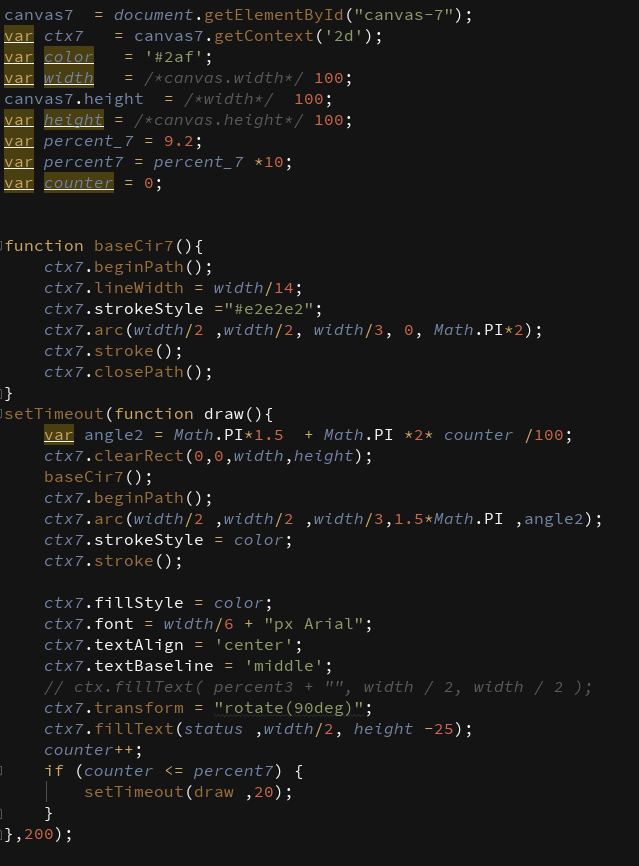 canvas7  = document.getElementById("canvas-7");
var ctx7   = canvas7.getContext('2d');
var color   = '#2af';
var width   = /*canvas.width*/ 100;
canvas7.height  = /*width*/  100;
var height = /*canvas.height*/ 100;
var percent_7 = 9.2;
var percent7 = percent_7 *10;
var counter = 0;
function baseCir7(){
    ctx7.beginPath();
    ctx7.lineWidth = width/14;
    ctx7.strokeStyle ="#e2e2e2";
    ctx7.arc(width/2 ,width/2, width/3, 0, Math.PI*2);
    ctx7.stroke();
    ctx7.closePath();
}
setTimeout(function draw(){
    var angle2 = Math.PI*1.5  + Math.PI *2* counter /100;
    ctx7.clearRect(0,0,width,height);
    baseCir7();
    ctx7.beginPath();
    ctx7.arc(width/2 ,width/2 ,width/3,1.5*Math.PI ,angle2);
    ctx7.strokeStyle = color;
    ctx7.stroke();
    ctx7.fillStyle = color;
    ctx7.font = width/6 + "px Arial";
    ctx7.textAlign = 'center';
    ctx7.textBaseline = 'middle';
    // ctx.fillText( percent3 + "", width / 2, width / 2 );
    ctx7.transform = "rotate(90deg)";
    ctx7.fillText(status ,width/2, height -25);
    counter++;
    if (counter <= percent7) {
        setTimeout(draw ,20);
    }
},200);